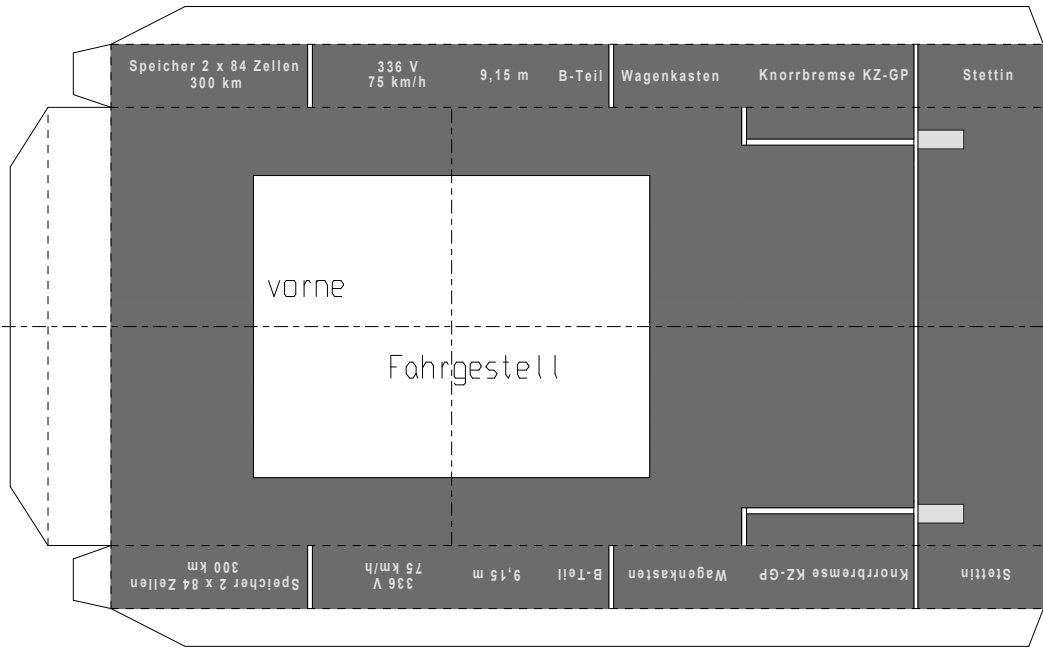 Speicher 2 x 84 Zellen
300 km
336 V
75 km/h
9,15 m
B-Teil
Wagenkasten
Knorrbremse KZ-GP
Stettin
vorne
Fahrgestell
Stettin
Knorrbremse KZ-GP
Wagenkasten
B-Teil
9,15 m
336 V
75 km/h
Speicher 2 x 84 Zellen
300 km